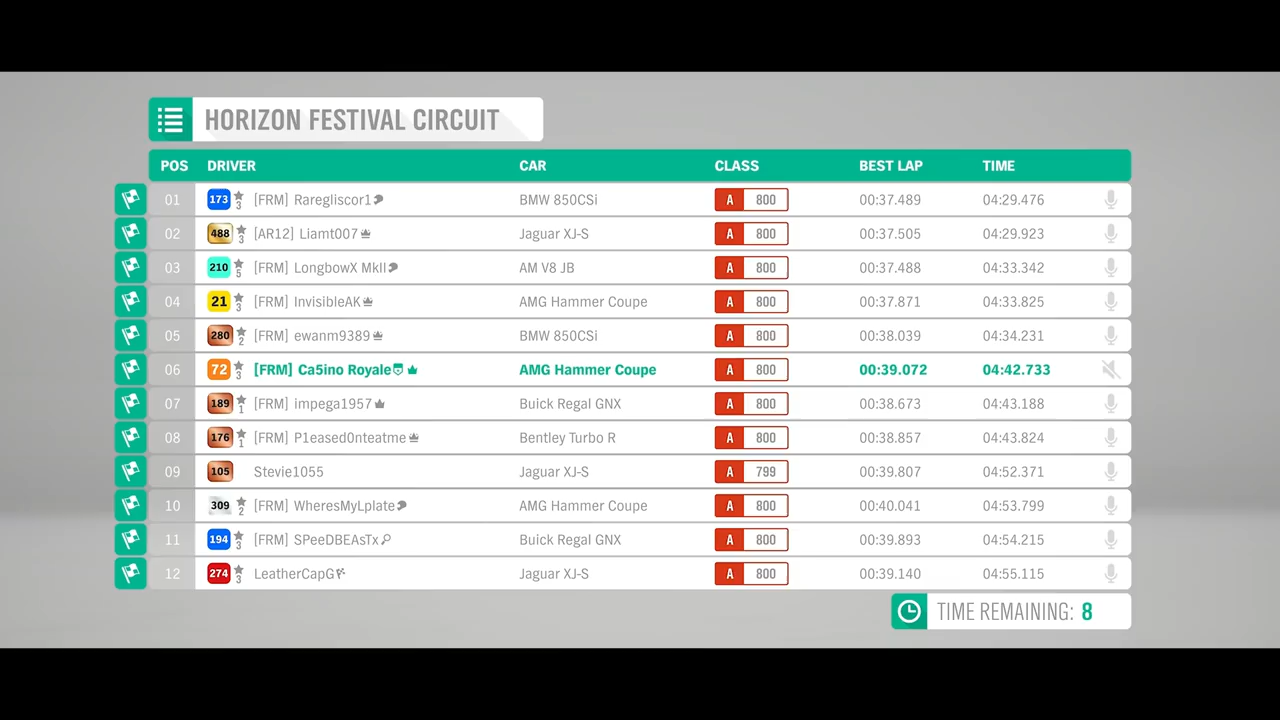 HORIZON FESTIVAL CIRCUIT
POS DRIVER CAR CLASS BEST LAP TIME
01 173 3 [FRM] Raregliscor1 BMW 850CSi A 800 00:37.489 04:29.476
02 488 3 [AR12] Liamt007 Jaguar XJ-S A 800 00:37.505 04:29.923
03 210 5 [FRM] LongbowX MkII AM V8 JB A 800 00:37.488 04:33.342
04 21 3 [FRM] InvisibleAK AMG Hammer Coupe A 800 00:37.871 04:33.825
05 280 2 [FRM] ewanm9389 BMW 850CSi A 800 00:38.039 04:34.231
06 72 3 [FRM] Ca5ino Royale AMG Hammer Coupe A 800 00:39.072 04:42.733
07 189 1 [FRM] impega1957 Buick Regal GNX A 800 00:38.673 04:43.188
08 176 1 [FRM] P1eased0nteatme Bentley Turbo R A 800 00:38.857 04:43.824
09 105 Stevie1055 Jaguar XJ-S A 799 00:39.807 04:52.371
10 309 2 [FRM] WheresMyLplate AMG Hammer Coupe A 800 00:40.041 04:53.799
11 194 3 [FRM] SPeeDBEAsTx Buick Regal GNX A 800 00:39.893 04:54.215
12 274 3 LeatherCapG Jaguar XJ-S A 800 00:39.140 04:55.115
TIME REMAINING: 8